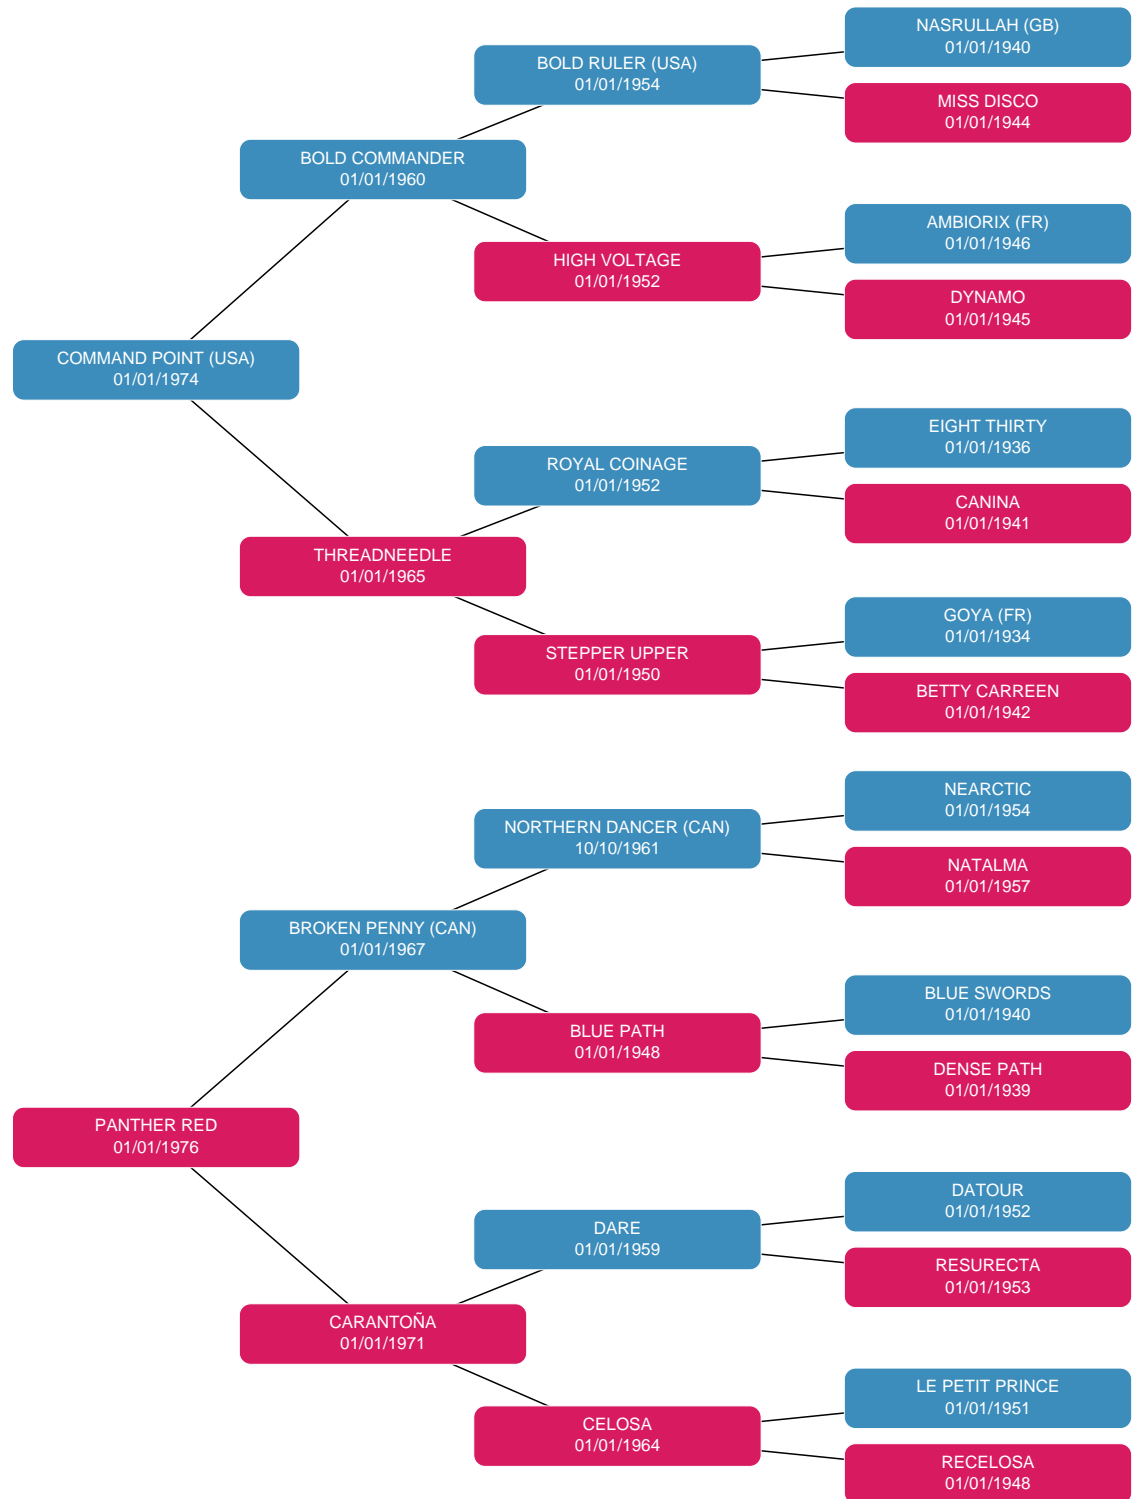 NASRULLAH (GB)
01/01/1940
BOLD RULER (USA)
01/01/1954
MISS DISCO
01/01/1944
BOLD COMMANDER
01/01/1960
AMBIORIX (FR)
01/01/1946
HIGH VOLTAGE
01/01/1952
DYNAMO
01/01/1945
COMMAND POINT (USA)
01/01/1974
EIGHT THIRTY
01/01/1936
ROYAL COINAGE
01/01/1952
CANINA
01/01/1941
THREADNEEDLE
01/01/1965
GOYA (FR)
01/01/1934
STEPPER UPPER
01/01/1950
BETTY CARREEN
01/01/1942
NEARCTIC
01/01/1954
NORTHERN DANCER (CAN)
10/10/1961
NATALMA
01/01/1957
BROKEN PENNY (CAN)
01/01/1967
BLUE SWORDS
01/01/1940
BLUE PATH
01/01/1948
DENSE PATH
01/01/1939
PANTHER RED
01/01/1976
DATOUR
01/01/1952
DARE
01/01/1959
RESURECTA
01/01/1953
CARANTOÑA
01/01/1971
LE PETIT PRINCE
01/01/1951
CELOSA
01/01/1964
RECELOSA
01/01/1948